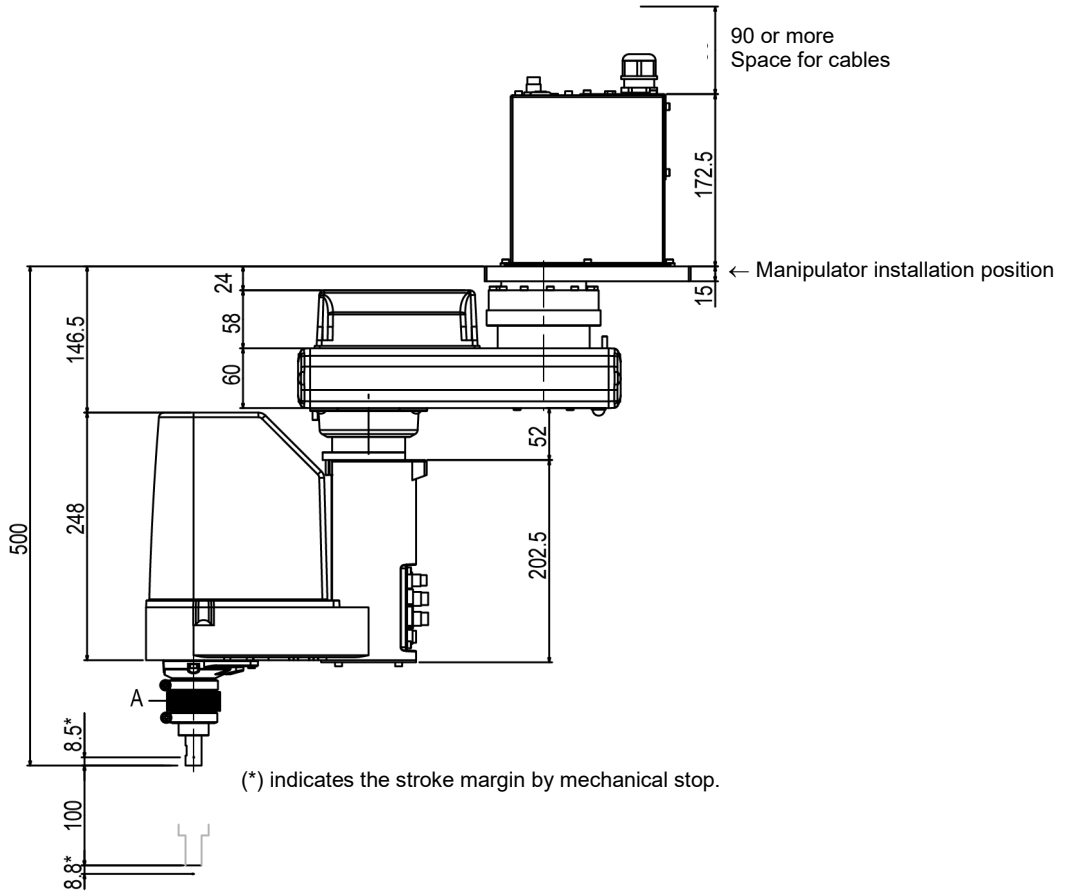 90 or more
Space for cables
172.5
← Manipulator installation position
15
24
58
146.5
60
52
248
500
202.5
A
8.5*
(*) indicates the stroke margin by mechanical stop.
100
8.8*